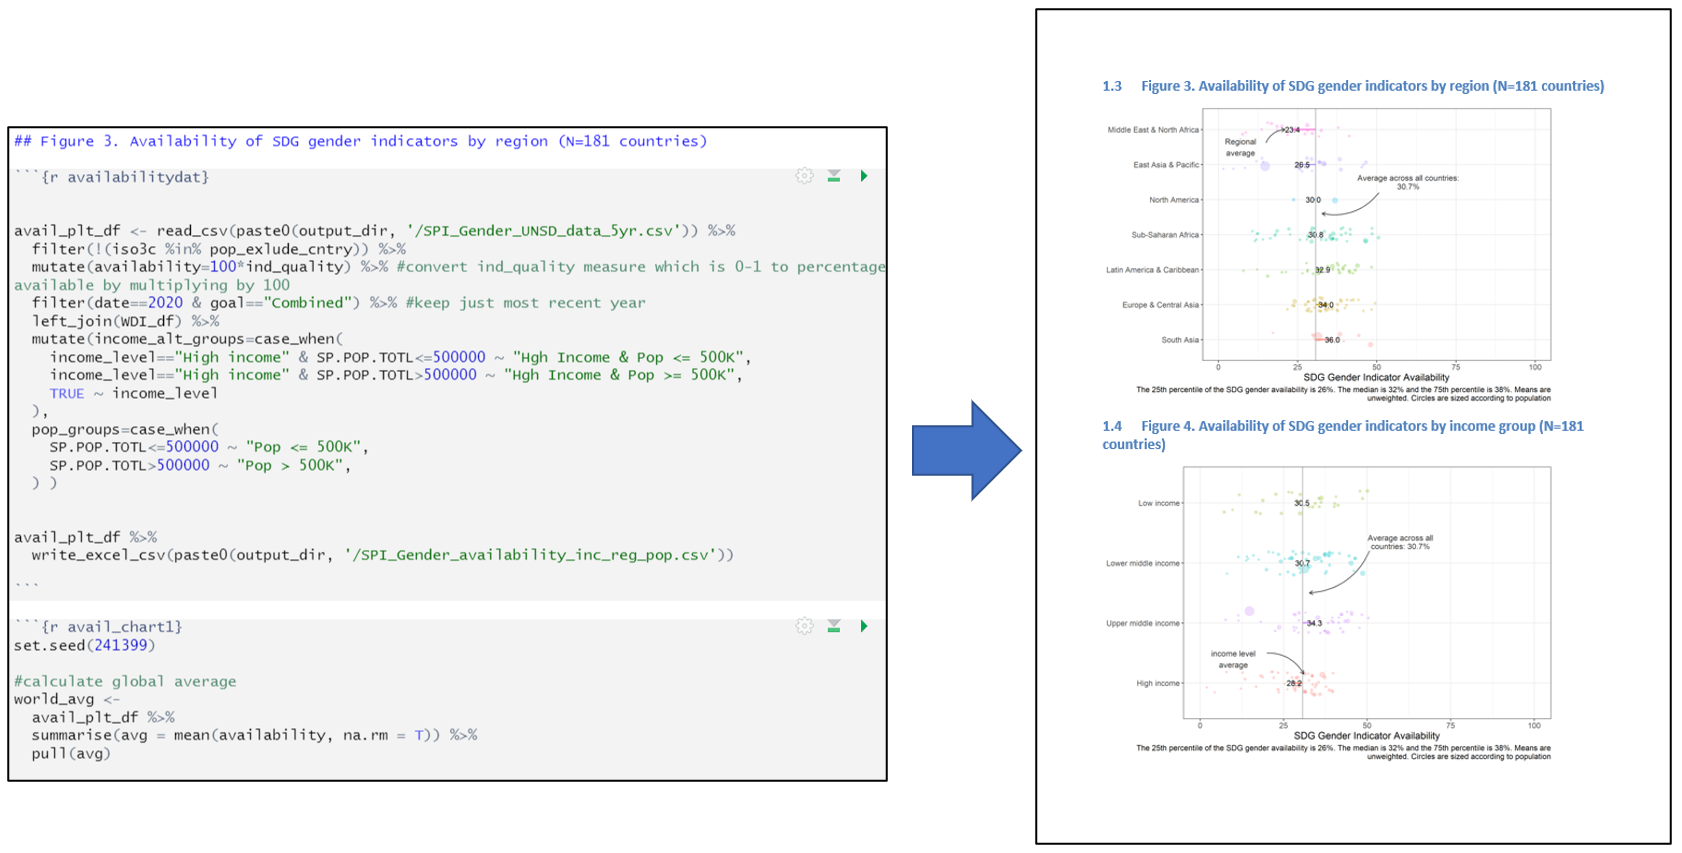 ## Figure 3. Availability of SDG gender indicators by region (N=181 countries)
```{r availabilitydat}
avail_plt_df <- read_csv(paste0(output_dir, '/SPI_Gender_UNSD_data_5yr.csv')) %>%
filter(!(iso3c %in% pop_exlude_cntry)) %>%
mutate(availability=100*ind_quality) %>% #convert ind_quality measure which is 0-1 to percentage
available by multiplying by 100
filter(date==2020 & goal=="Combined") %>% #keep just most recent year
left_join(WDI_df) %>%
mutate(income_alt_groups=case_when(
income_level=="High income" & SP.POP.TOTL<=500000 ~ "Hgh Income & Pop <= 500K",
income_level=="High income" & SP.POP.TOTL>500000 ~ "Hgh Income & Pop >= 500K",
TRUE ~ income_level
),
pop_groups=case_when(
SP.POP.TOTL<=500000 ~ "Pop <= 500K",
SP.POP.TOTL>500000 ~ "Pop > 500K",
) )
avail_plt_df %>%
write_excel_csv(paste0(output_dir, '/SPI_Gender_availability_inc_reg_pop.csv'))
```
```{r avail_chart1}
set.seed(241399)
#calculate global average
world_avg <-
avail_plt_df %>%
summarise(avg = mean(availability, na.rm = T)) %>%
pull(avg)
1.3 Figure 3. Availability of SDG gender indicators by region (N=181 countries)
Middle East & North Africa
23.4
Regional
average
East Asia & Pacific
26.5
Average across all countries:
30.7%
North America
30.0
Sub-Saharan Africa
30.8
Latin America & Caribbean
32.9
Europe & Central Asia
34.0
South Asia
36.0
0 25 50 75 100
SDG Gender Indicator Availability
The 25th percentile of the SDG gender availability is 26%. The median is 32% and the 75th percentile is 38%. Means are
unweighted. Circles are sized according to population
1.4 Figure 4. Availability of SDG gender indicators by income group (N=181
countries)
Low income
30.5
Average across all
countries: 30.7%
Lower middle income
30.7
Upper middle income
34.3
income level
average
High income
28.2
0 25 50 75 100
SDG Gender Indicator Availability
The 25th percentile of the SDG gender availability is 26%. The median is 32% and the 75th percentile is 38%. Means are
unweighted. Circles are sized according to population